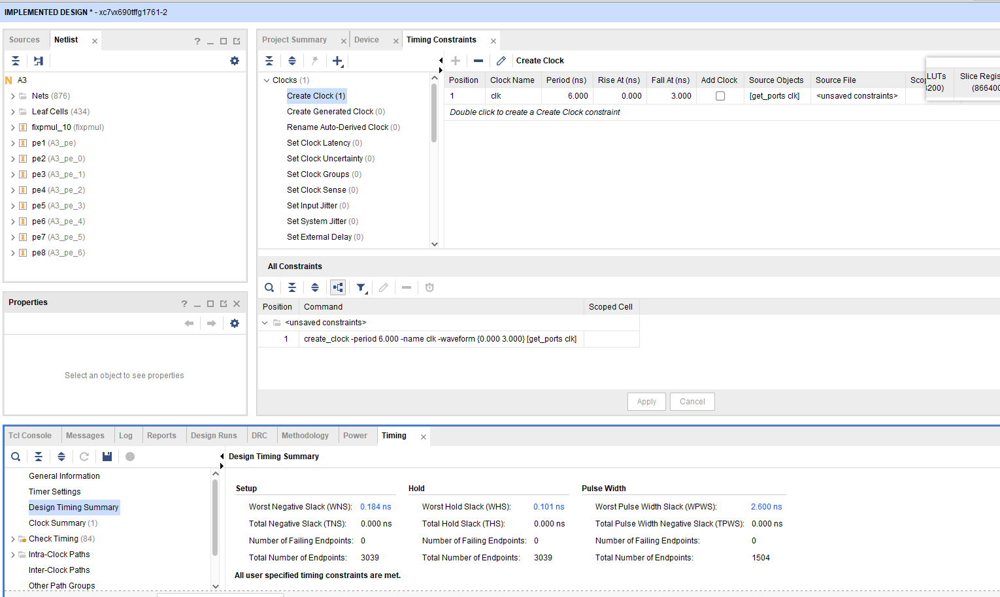 IMPLEMENTED DESIGN * - xc7vx690tffg1761-2
Sources Netlist
A3
Nets (876)
Leaf Cells (434)
fixpmul_10 (fixpmul)
pe1 (A3_pe)
pe2 (A3_pe_0)
pe3 (A3_pe_1)
pe4 (A3_pe_2)
pe5 (A3_pe_3)
pe6 (A3_pe_4)
pe7 (A3_pe_5)
pe8 (A3_pe_6)
Properties
Select an object to see properties
Project Summary Device Timing Constraints
Clocks (1)
Create Clock (1)
Create Generated Clock (0)
Rename Auto-Derived Clock (0)
Set Clock Latency (0)
Set Clock Uncertainty (0)
Set Clock Groups (0)
Set Clock Sense (0)
Set Input Jitter (0)
Set System Jitter (0)
Set External Delay (0)
Create Clock
Position Clock Name Period (ns) Rise At (ns) Fall At (ns) Add Clock Source Objects Source File Scop
1 clk 6.000 0.000 3.000 [get_ports clk] <unsaved constraints>
Double click to create a Create Clock constraint
LUTs Slice Regis
200) (866400
All Constraints
Position Command Scoped Cell
<unsaved constraints>
1 create_clock -period 6.000 -name clk -waveform {0.000 3.000} [get_ports clk]
Apply Cancel
Tcl Console Messages Log Reports Design Runs DRC Methodology Power Timing
General Information
Timer Settings
Design Timing Summary
Clock Summary (1)
Check Timing (84)
Intra-Clock Paths
Inter-Clock Paths
Other Path Groups
Design Timing Summary
Setup Hold Pulse Width
Worst Negative Slack (WNS): 0.184 ns Worst Hold Slack (WHS): 0.101 ns Worst Pulse Width Slack (WPWS): 2.600 ns
Total Negative Slack (TNS): 0.000 ns Total Hold Slack (THS): 0.000 ns Total Pulse Width Negative Slack (TPWS): 0.000 ns
Number of Failing Endpoints: 0 Number of Failing Endpoints: 0 Number of Failing Endpoints: 0
Total Number of Endpoints: 3039 Total Number of Endpoints: 3039 Total Number of Endpoints: 1504
All user specified timing constraints are met.